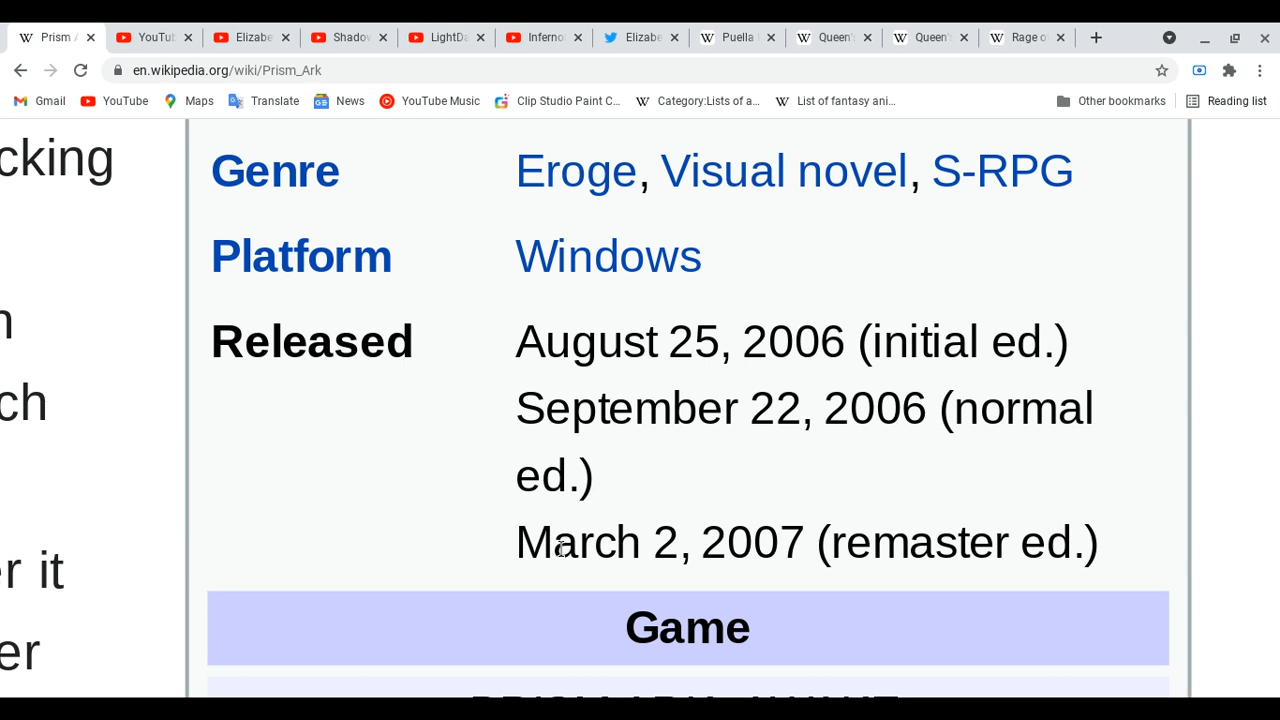 Prism A
YouTub
Elizabe
Shadow
LightDa
Inferno
Elizabe
Puella
Queen'
Queen'
Rage o
en.wikipedia.org/wiki/Prism_Ark
Gmail YouTube Maps Translate News YouTube Music Clip Studio Paint C... Category:Lists of a... List of fantasy ani... Other bookmarks Reading list
cking
Genre Eroge, Visual novel, S-RPG
Platform Windows
n
Released August 25, 2006 (initial ed.)
ch
September 22, 2006 (normal
ed.)
March 2, 2007 (remaster ed.)
er it
Game
er